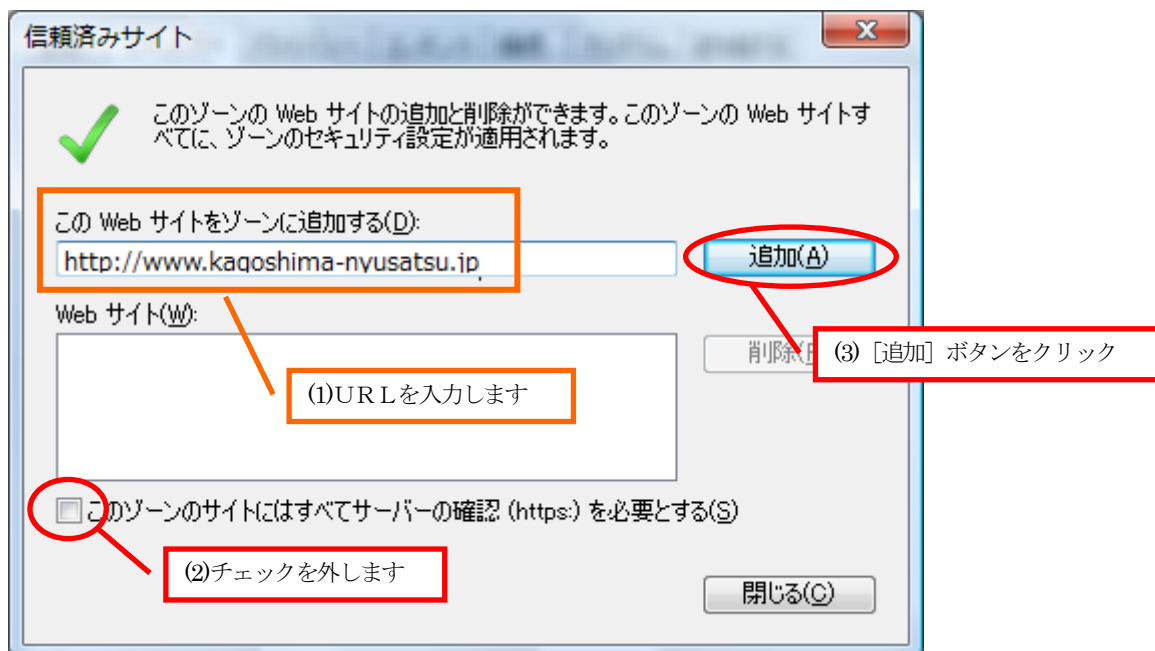 信頼済みサイト
このゾーンの Web サイトの追加と削除ができます。このゾーンの Web サイトす
べてに、ゾーンのセキュリティ設定が適用されます。
この Web サイトをゾーンに追加する(D):
http://www.kagoshima-nyusatsu.jp
追加(A)
Web サイト(W):
削除(
(3)［追加］ボタンをクリック
(1)ＵＲＬを入力します
このゾーンのサイトにはすべてサーバーの確認 (https:) を必要とする(S)
(2)チェックを外します
閉じる(C)